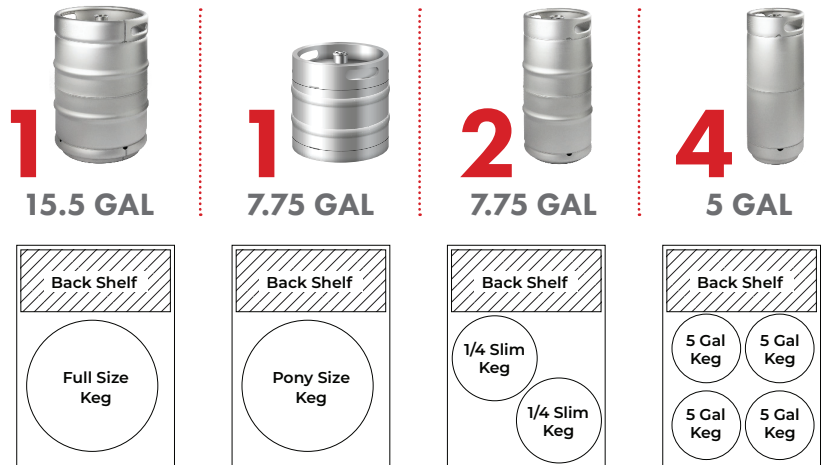 1
15.5 GAL
1
7.75 GAL
2
7.75 GAL
4
5 GAL
Back Shelf
Full Size
Keg
Back Shelf
Pony Size
Keg
Back Shelf
1/4 Slim
Keg
1/4 Slim
Keg
Back Shelf
5 Gal
Keg
5 Gal
Keg
5 Gal
Keg
5 Gal
Keg